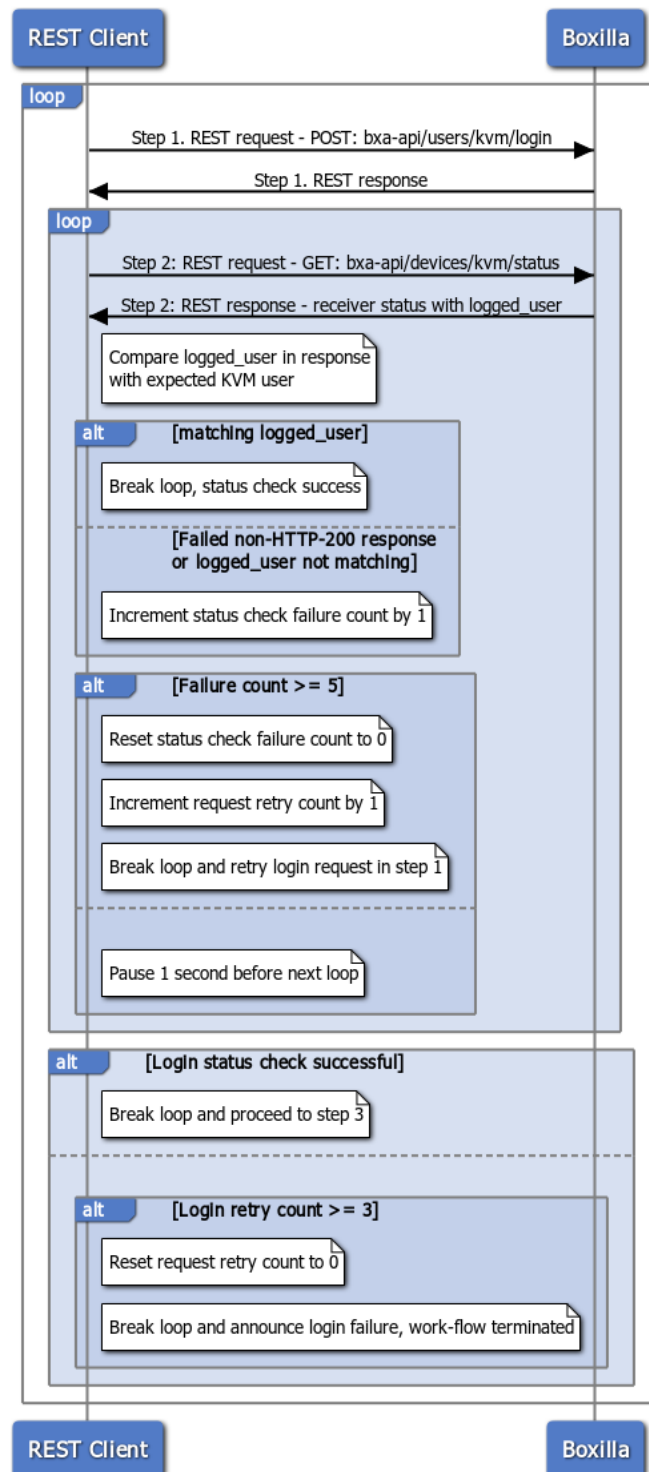 REST Client
Boxilla
loop
Step 1. REST request - POST: bxa-api/users/kvm/login
Step 1. REST response
loop
Step 2: REST request - GET: bxa-api/devices/kvm/status
Step 2: REST response - receiver status with logged_user
Compare logged_user in response
with expected KVM user
alt
[matching logged_user]
Break loop, status check success
[Failed non-HTTP-200 response
or logged_user not matching]
Increment status check failure count by 1
alt
[Failure count >= 5]
Reset status check failure count to 0
Increment request retry count by 1
Break loop and retry login request in step 1
Pause 1 second before next loop
alt
[Login status check successful]
Break loop and proceed to step 3
alt
[Login retry count >= 3]
Reset request retry count to 0
Break loop and announce login failure, work-flow terminated
REST Client
Boxilla